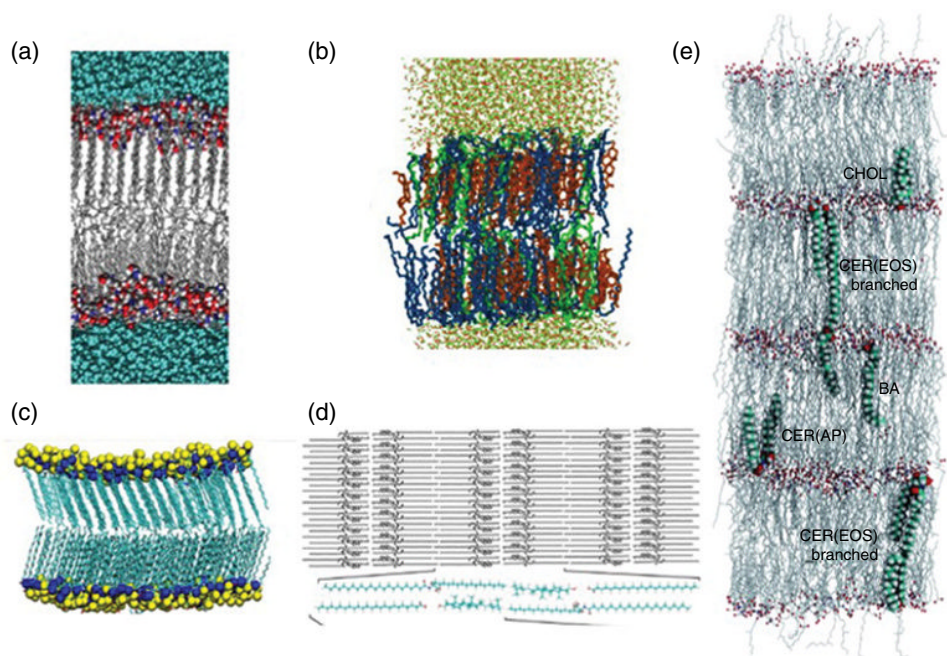 (a)
(b)
(e)
CHOL
CER(EOS)
branched
BA
(c)
(d)
CER(AP)
CER(EOS)
branched